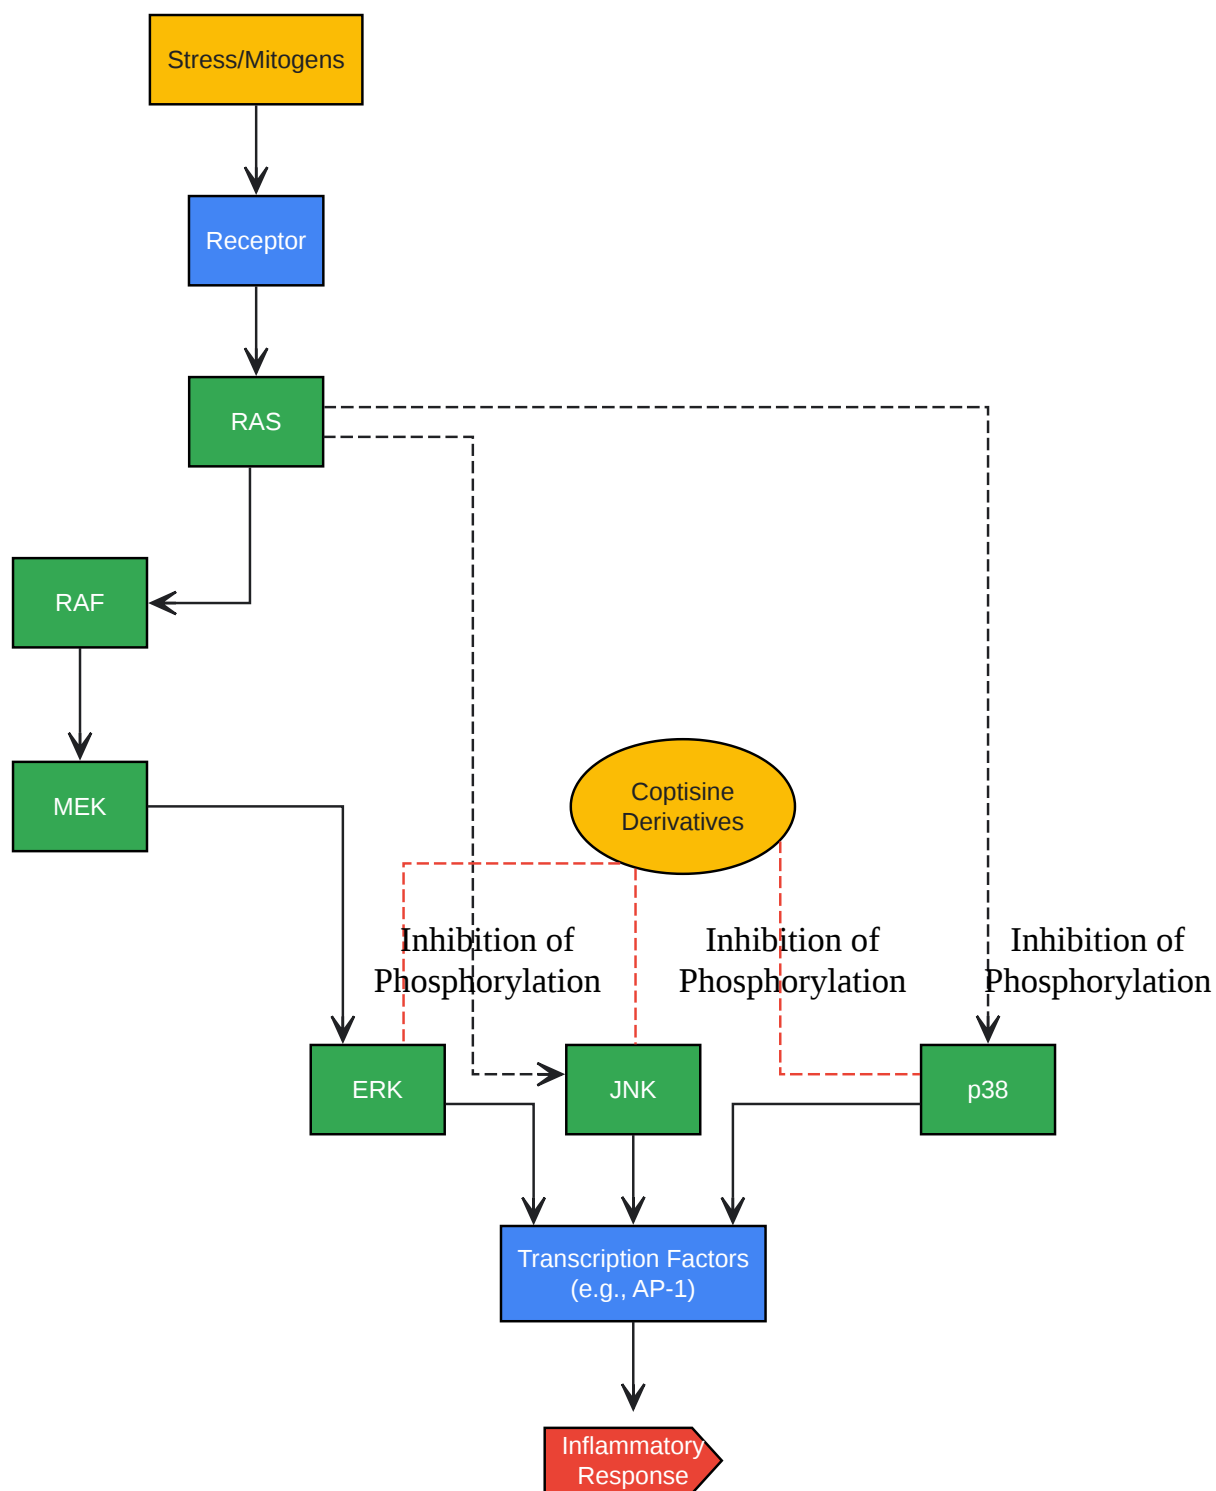 Stress/Mitogens
Receptor
RAS
RAF
MEK
Coptisine
Derivatives
Inhibition of
Phosphorylation
Inhibition of
Phosphorylation
Inhibition of
Phosphorylation
ERK
JNK
p38
Transcription Factors
(e.g., AP-1)
Inflammatory
Response